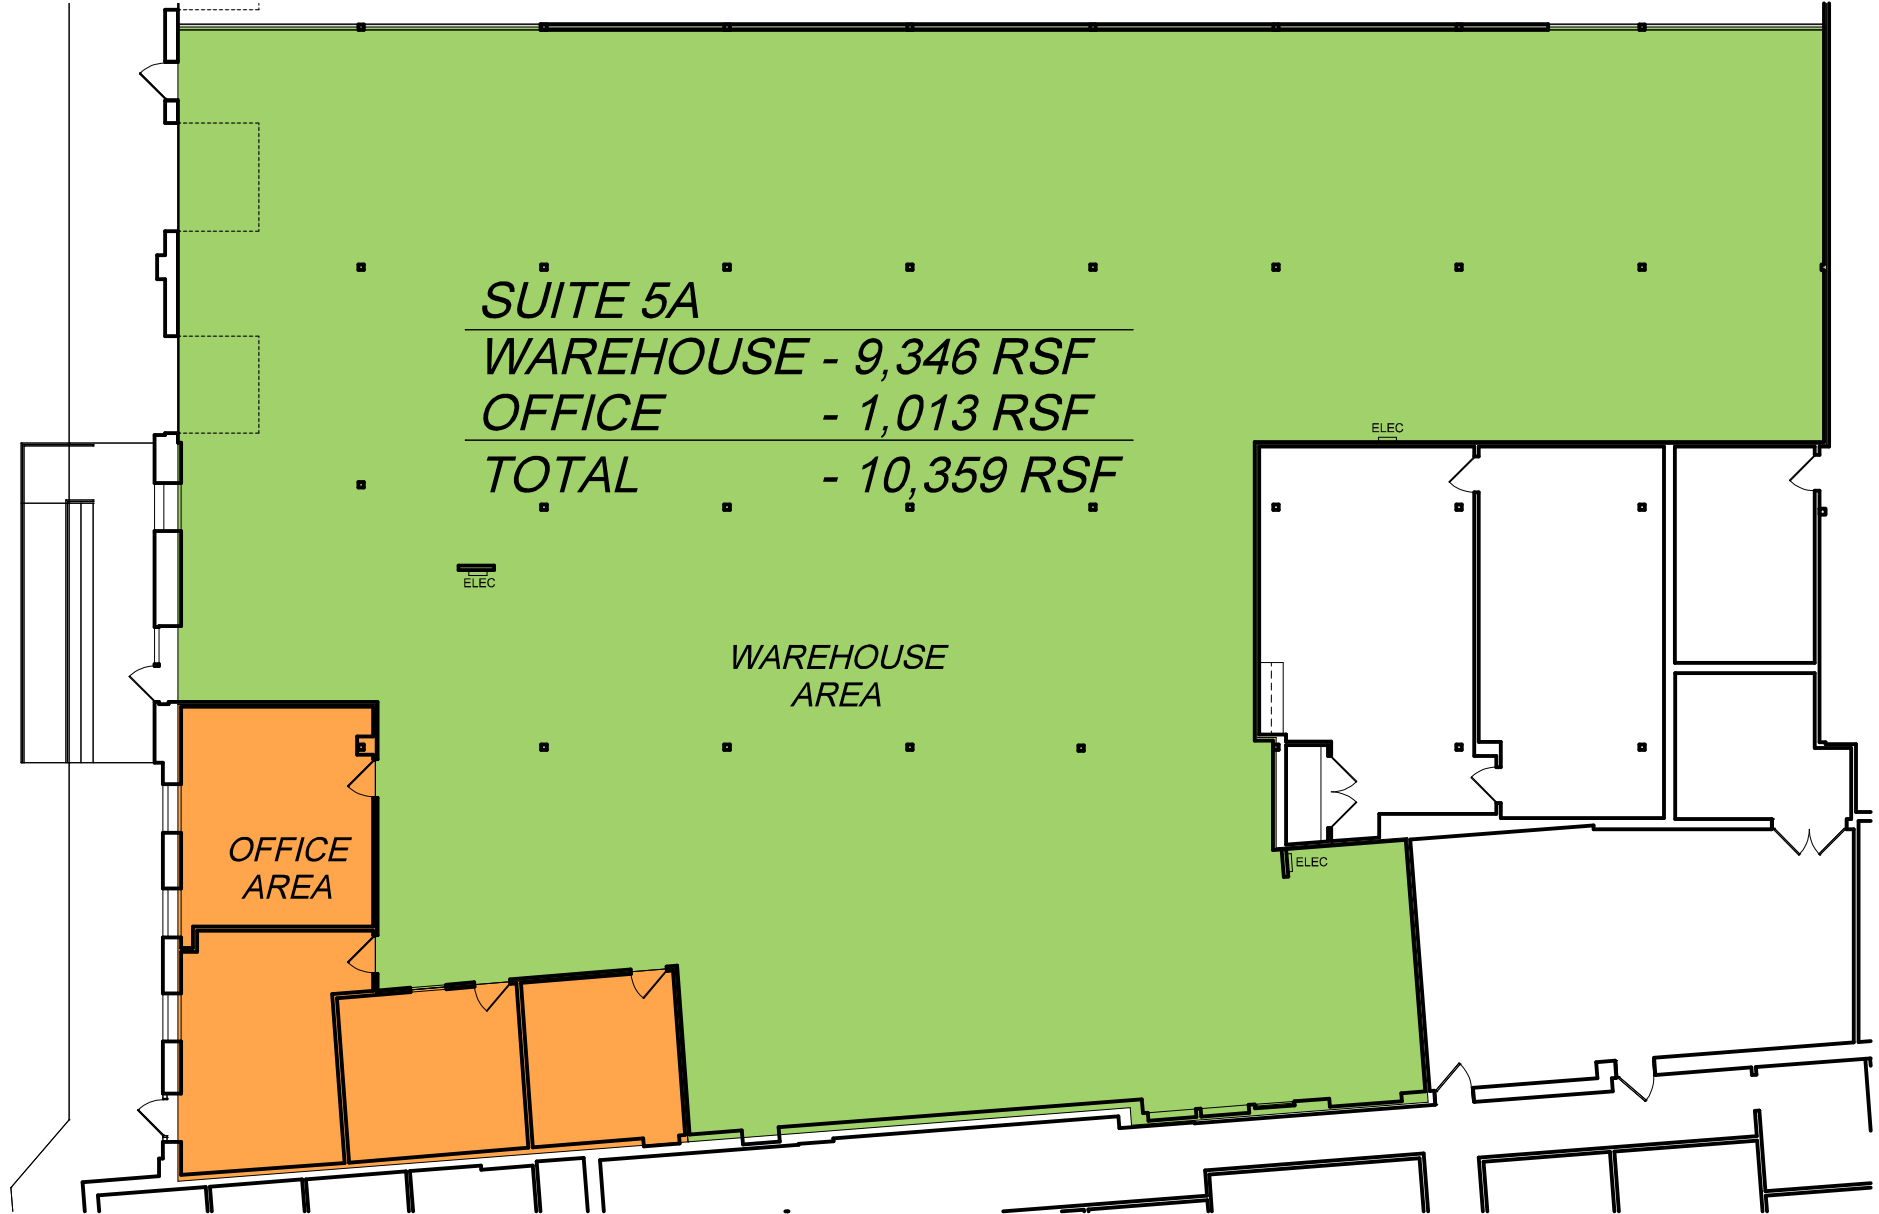 SUITE 5A
WAREHOUSE - 9,346 RSF
OFFICE - 1,013 RSF
TOTAL - 10,359 RSF
ELEC
ELEC
WAREHOUSE
AREA
OFFICE
AREA
ELEC